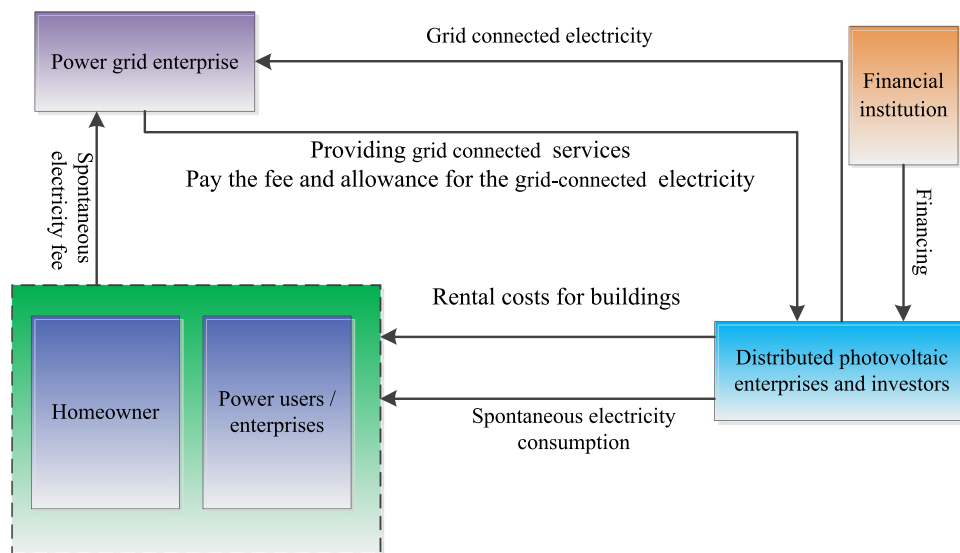 Grid connected electricity
Power grid enterprise
Financial
institution
Providing grid connected services
Pay the fee and allowance for the grid-connected electricity
Spontaneous
electricity fee
Financing
Rental costs for buildings
Distributed photovoltaic
enterprises and investors
Homeowner
Power users /
enterprises
Spontaneous electricity
consumption